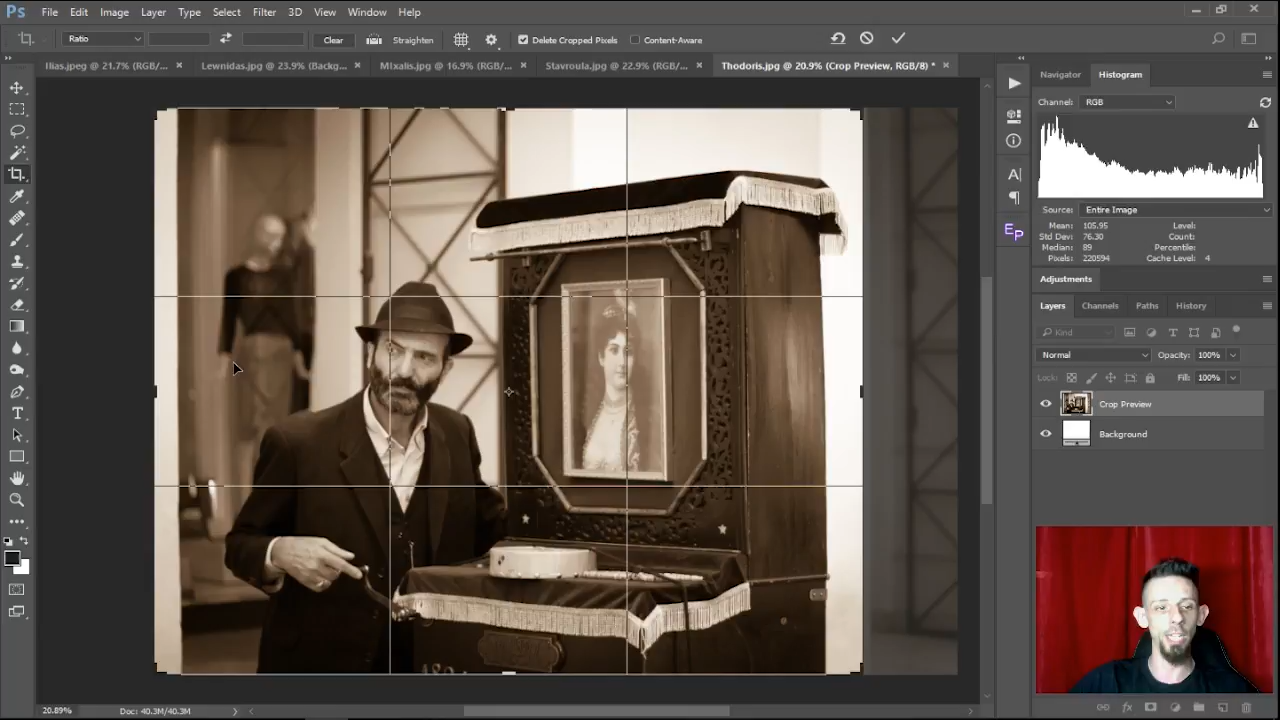 Ps File Edit Image Layer Type Select Filter 3D View Window Help
Ratio Clear Straighten Delete Cropped Pixels Content-Aware
Ilias.jpeg @ 21.7% (RGB/... × Lewnidas.jpg @ 23.9% (Backg... × MIxalis.jpg @ 16.9% (RGB/... × Stavroula.jpg @ 22.9% (RGB/... × Thodoris.jpg @ 20.9% (Crop Preview, RGB/8) * ×
Navigator Histogram
Channel: RGB
Source: Entire Image
Mean: 105.95 Level:
Std Dev: 76.30 Count:
Median: 89 Percentile:
Pixels: 220594 Cache Level: 4
Adjustments
Layers Channels Paths History
Kind
Normal Opacity: 100%
Lock: Fill: 100%
Crop Preview
Background
Ep
20.89% Doc: 40.3M/40.3M